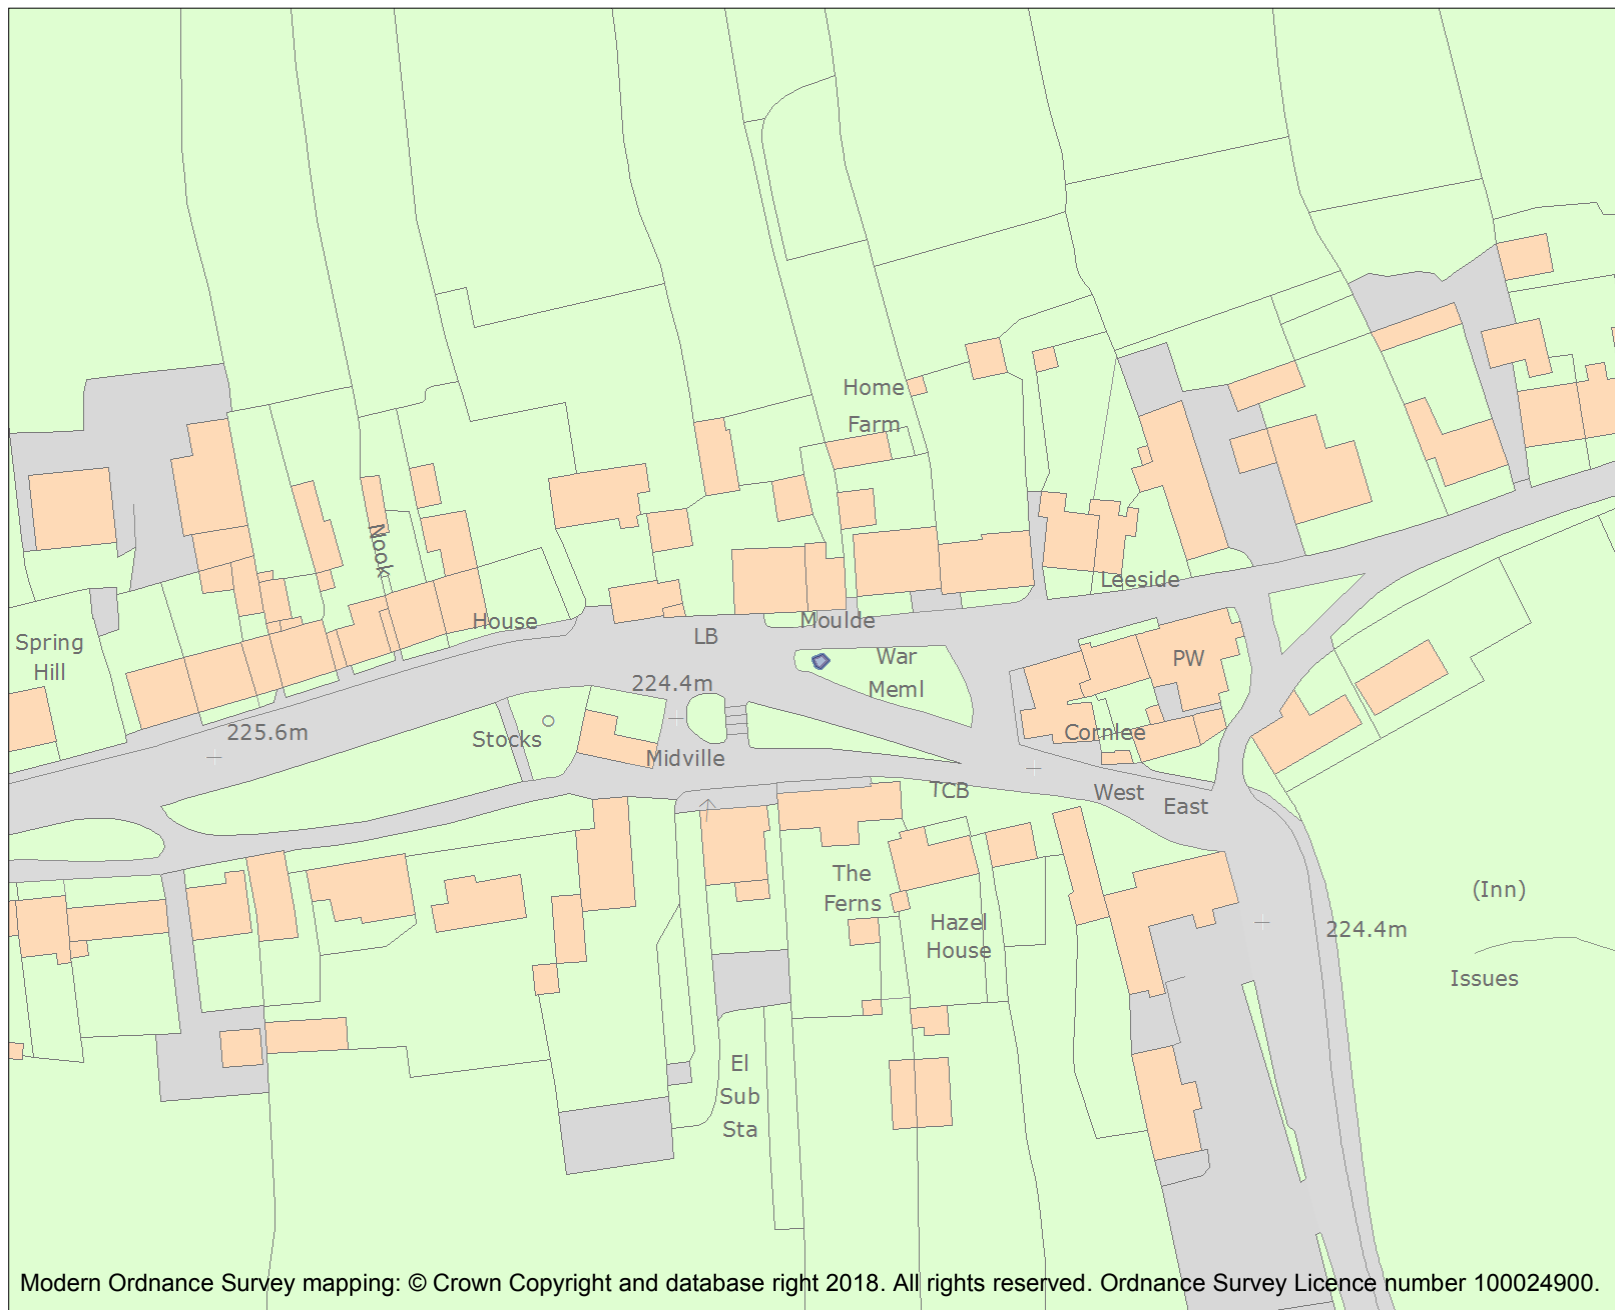 Home
Farm
Nook
Leeside
House
Moulde
LB
Spring
Hill
War
Meml
PW
224.4m
225.6m
Stocks
Cornlee
Midville
TCB
West
East
The
Ferns
(Inn)
Hazel
House
224.4m
Issues
El
Sub
Sta
Modern Ordnance Survey mapping: © Crown Copyright and database right 2018. All rights reserved. Ordnance Survey Licence number 100024900.